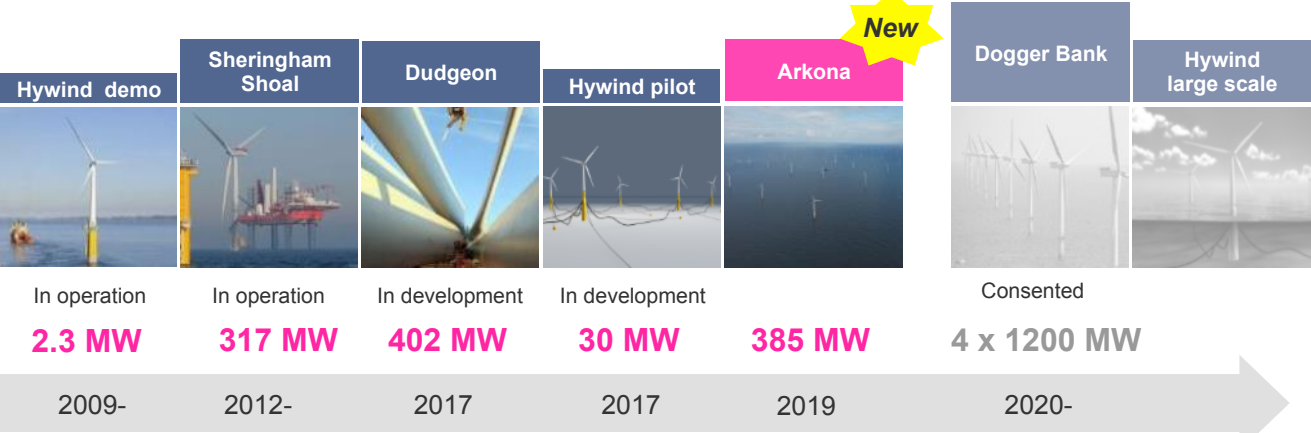 New
Hywind demo
Sheringham
Shoal
Dudgeon
Hywind pilot
Arkona
Dogger Bank
Hywind
large scale
In operation
In operation
In development
In development
Consented
2.3 MW
317 MW
402 MW
30 MW
385 MW
4 x 1200 MW
2009-
2012-
2017
2017
2019
2020-